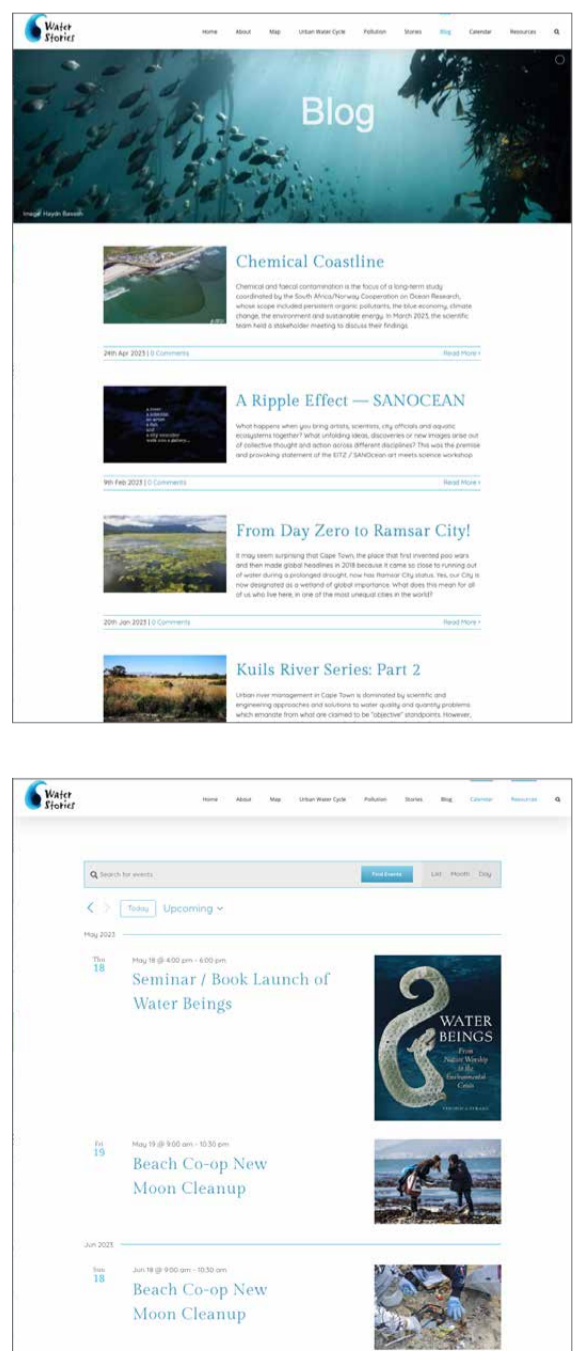 Water
Stories
Home About Map Urban Water Cycle Pollution Stories Blog Calendar Resources
Blog
Image: Haydn Bassett
Chemical Coastline
Chemical and faecal contamination is the focus of a long-term study
coordinated by the South Africa/Norway Cooperation on Ocean Research,
whose scope included persistent organic pollutants, the blue economy, climate
change, the environment and sustainable energy. In March 2023, the scientific
team held a stakeholder meeting to discuss their findings.
24th Apr 2023 | 0 Comments Read More >
A Ripple Effect — SANOCEAN
What happens when you bring artists, scientists, city officials and aquatic
ecosystems together? What unfolding ideas, discoveries or new images arise out
of collective thought and action across different disciplines? This was the premise
and provoking statement of the EITZ / SANOcean art meets science workshop
9th Feb 2023 | 0 Comments Read More >
From Day Zero to Ramsar City!
It may seem surprising that Cape Town, the place that first invented poo wars
and then made global headlines in 2018 because it came so close to running out
of water during a prolonged drought, now has Ramsar City status. Yes, our City is
now designated as a wetland of global importance. What does this mean for all
of us who live here, in one of the most unequal cities in the world?
20th Jan 2023 | 0 Comments Read More >
Kuils River Series: Part 2
Urban river management in Cape Town is dominated by scientific and
engineering approaches and solutions to water quality and quantity problems
which emanate from what are claimed to be "objective" standpoints. However,
Water
Stories
Home About Map Urban Water Cycle Pollution Stories Blog Calendar Resources
Search for events
Find Events List Month Day
Today Upcoming
May 2023
Thu
18
May 18 @ 4:00 pm - 6:00 pm
Seminar / Book Launch of
Water Beings
WATER
BEINGS
From
Nature Worship
to the
Environmental
Crisis
Fri
19
May 19 @ 9:00 am - 10:30 pm
Beach Co-op New
Moon Cleanup
Jun 2023
18
Jun 18 @ 9:00 am - 10:30 am
Beach Co-op New
Moon Cleanup